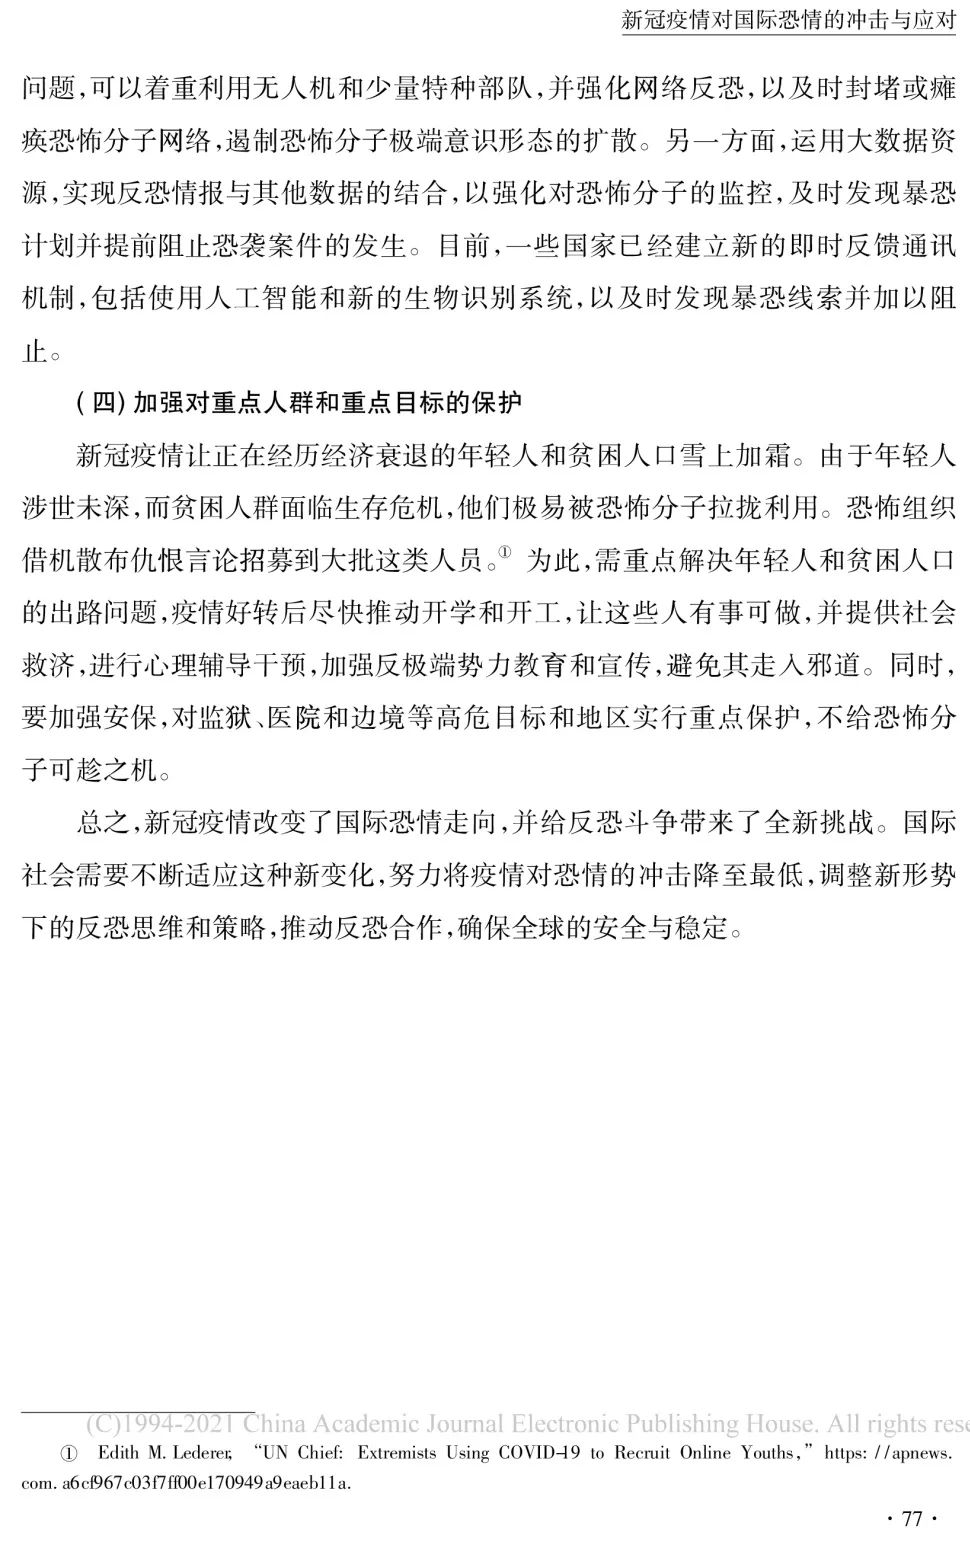 新冠疫情对国际恐情的冲击与应对
问题,可以着重利用无人机和少量特种部队,并强化网络反恐,以及时封堵或瘫
痪恐怖分子网络,遏制恐怖分子极端意识形态的扩散。另一方面,运用大数据资
源,实现反恐情报与其他数据的结合,以强化对恐怖分子的监控,及时发现暴恐
计划并提前阻止恐袭案件的发生。目前,一些国家已经建立新的即时反馈通讯
机制,包括使用人工智能和新的生物识别系统,以及时发现暴恐线索并加以阻
止。
(四)加强对重点人群和重点目标的保护
新冠疫情让正在经历经济衰退的年轻人和贫困人口雪上加霜。由于年轻人
涉世未深,而贫困人群面临生存危机,他们极易被恐怖分子拉拢利用。恐怖组织
借机散布仇恨言论招募到大批这类人员。① 为此,需重点解决年轻人和贫困人口
的出路问题,疫情好转后尽快推动开学和开工,让这些人有事可做,并提供社会
救济,进行心理辅导干预,加强反极端势力教育和宣传,避免其走入邪道。同时,
要加强安保,对监狱、医院和边境等高危目标和地区实行重点保护,不给恐怖分
子可趁之机。
总之,新冠疫情改变了国际恐情走向,并给反恐斗争带来了全新挑战。国际
社会需要不断适应这种新变化,努力将疫情对恐情的冲击降至最低,调整新形势
下的反恐思维和策略,推动反恐合作,确保全球的安全与稳定。
(C)1994-2021 China Academic Journal Electronic Publishing House. All rights rese
① Edith M. Lederer, “UN Chief: Extremists Using COVID-19 to Recruit Online Youths,” https: //apnews.
com. a6cf967c03f7ff00e170949a9eaeb11a.
· 77 ·